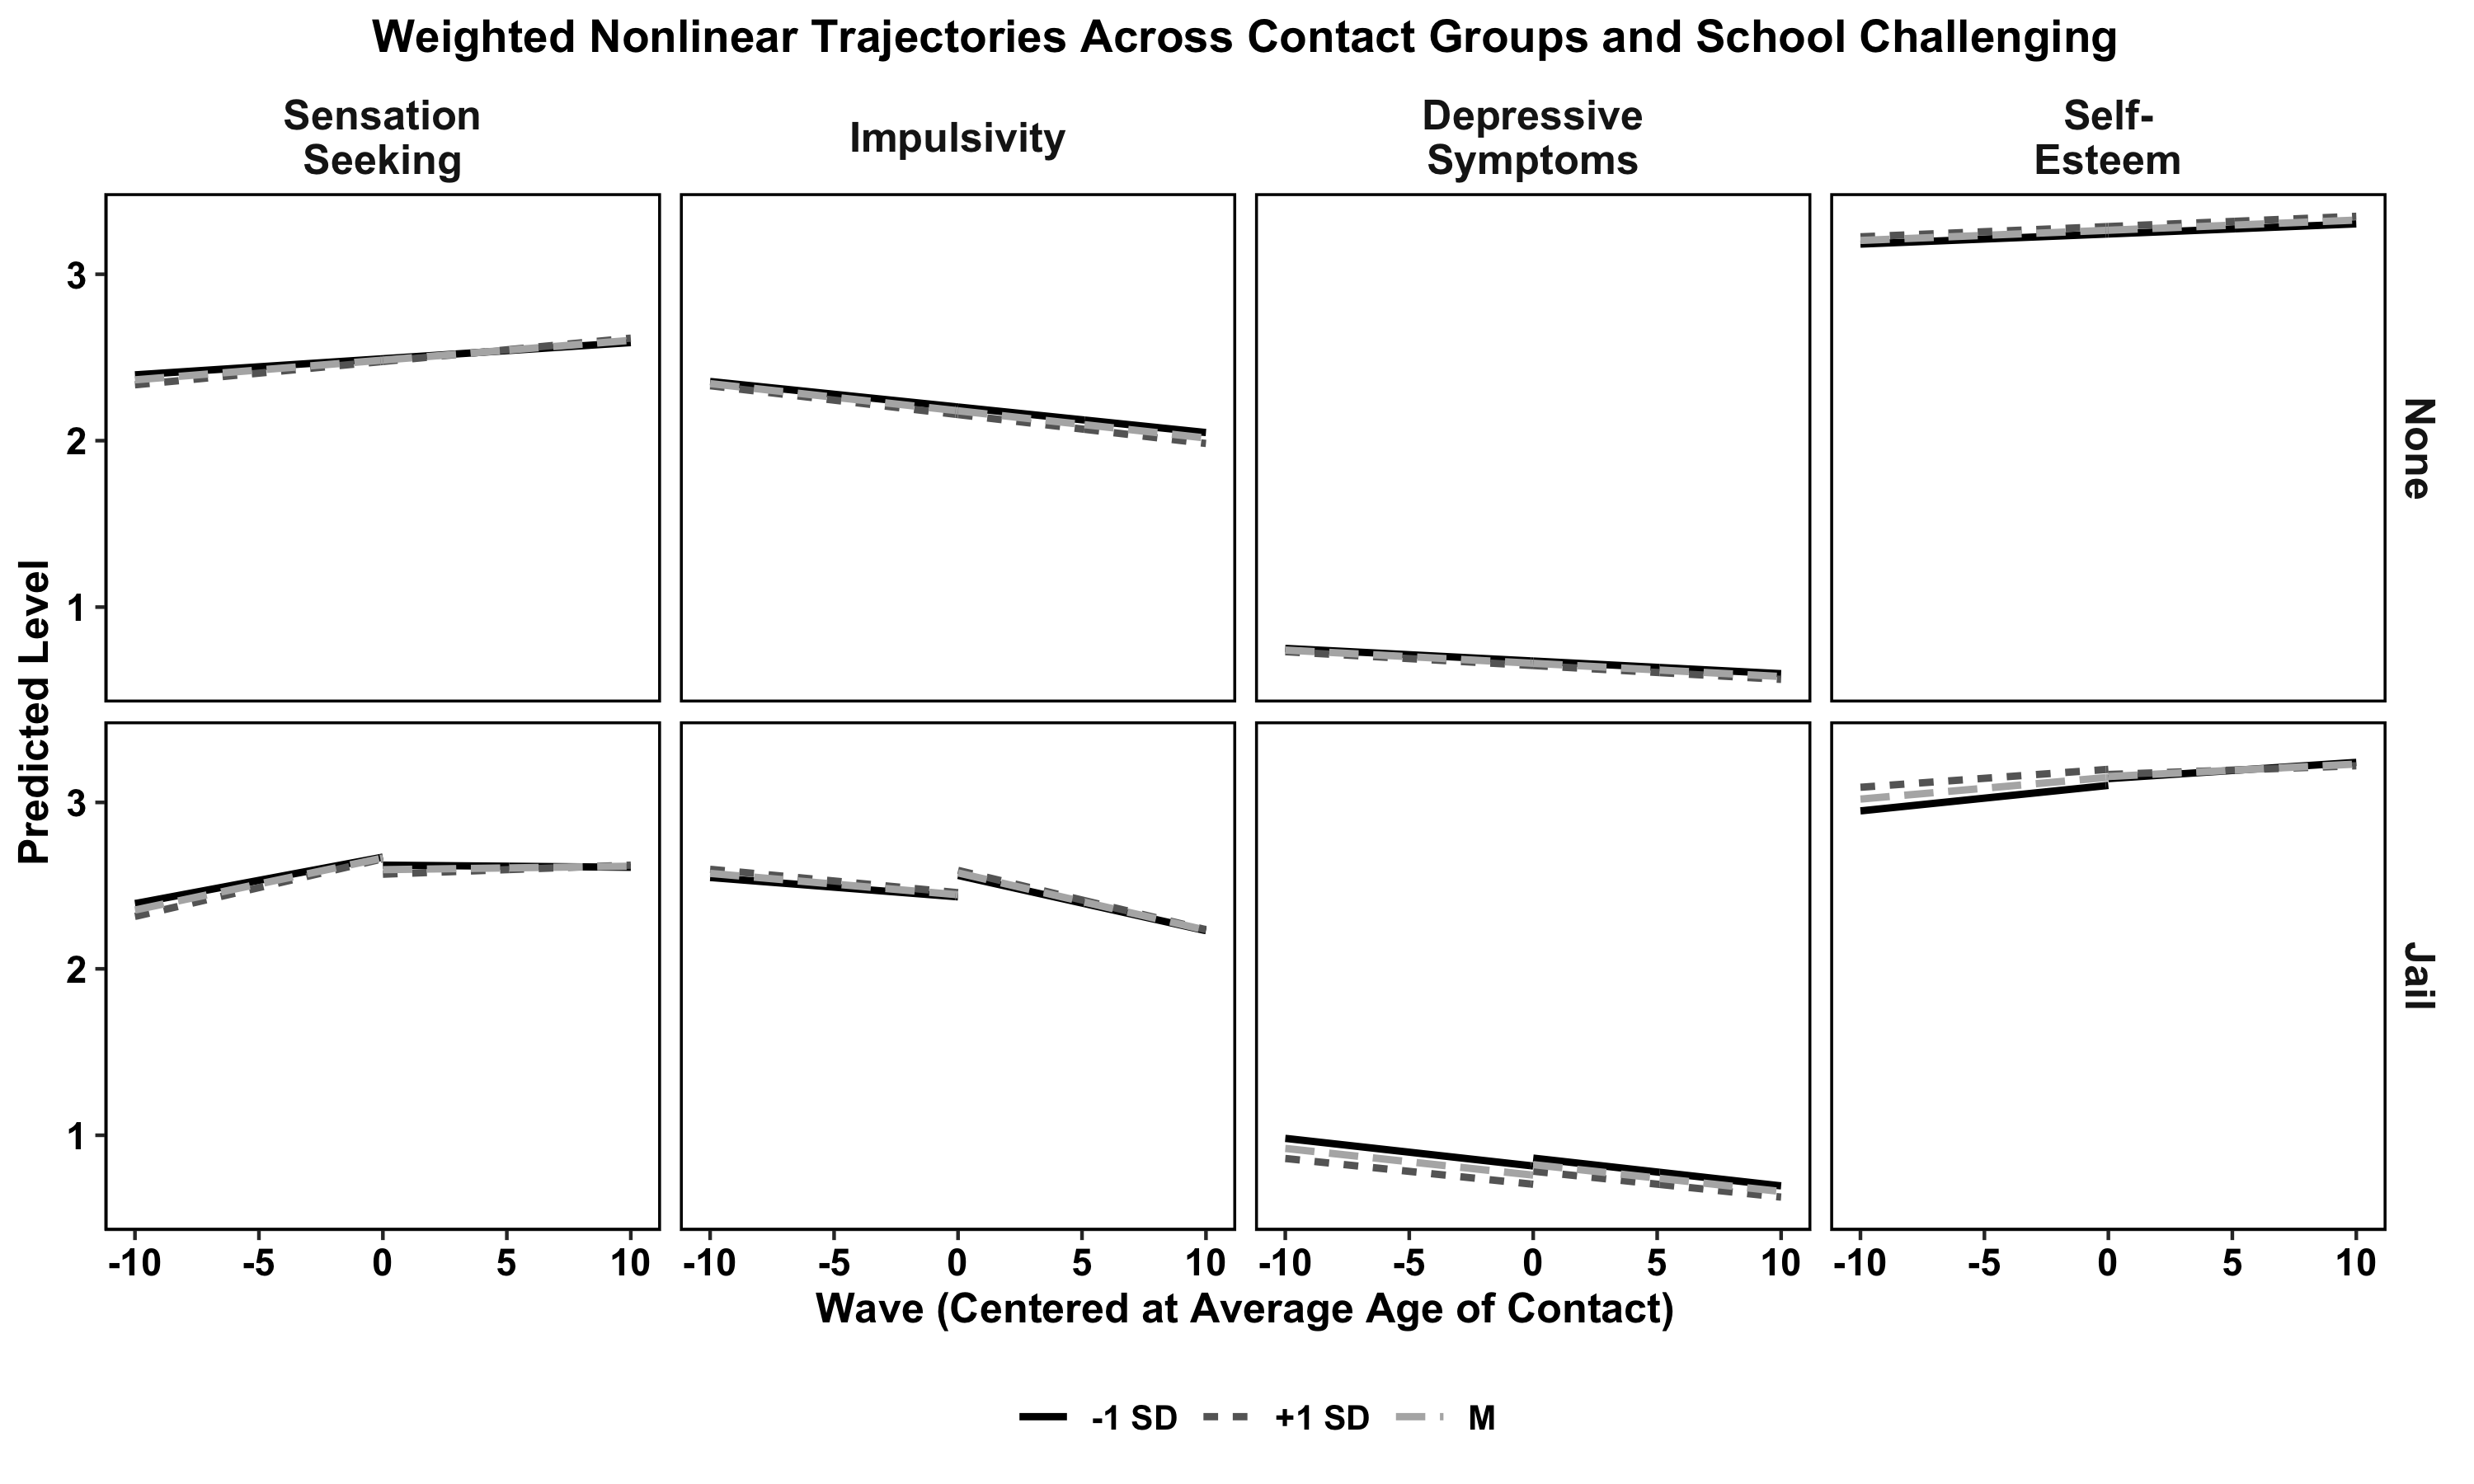 Weighted Nonlinear Trajectories Across Contact Groups and School Challenging
Sensation
Seeking
Impulsivity
Depressive
Symptoms
Self-
Esteem
Predicted Level
3
2
1
None
3
2
1
Jail
-10 -5 0 5 10 -10 -5 0 5 10 -10 -5 0 5 10 -10 -5 0 5 10
Wave (Centered at Average Age of Contact)
-1 SD +1 SD M